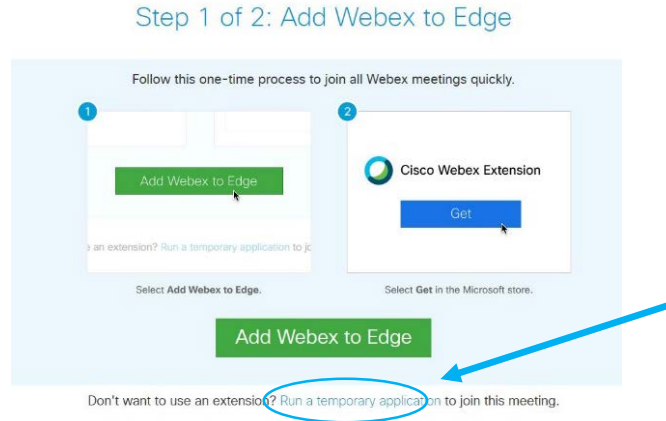 Step 1 of 2: Add Webex to Edge
Follow this one-time process to join all Webex meetings quickly.
1
Add Webex to Edge
an extension? Run a temporary application to jo
Select Add Webex to Edge.
2
Cisco Webex Extension
Get
Select Get in the Microsoft store.
Add Webex to Edge
Don't want to use an extension? Run a temporary application to join this meeting.